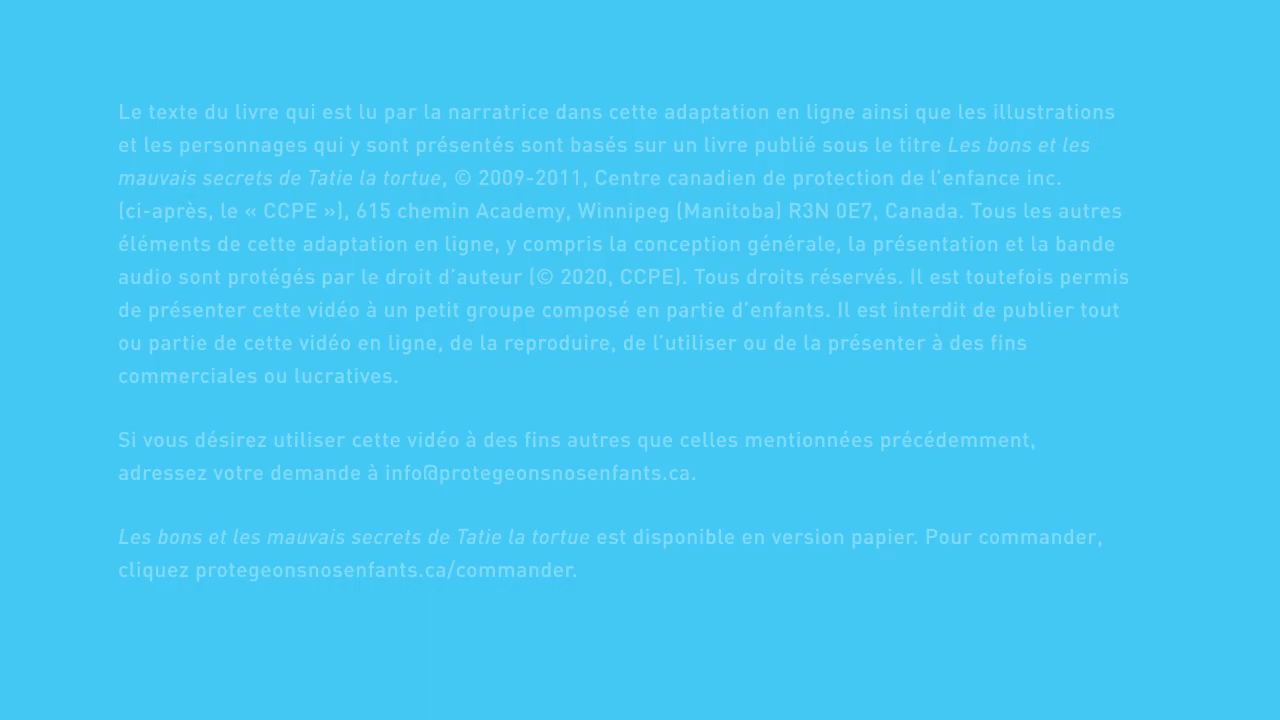 Le texte du livre qui est lu par la narratrice dans cette adaptation en ligne ainsi que les illustrations
et les personnages qui y sont présentés sont basés sur un livre publié sous le titre Les bons et les
mauvais secrets de Tatie la tortue, © 2009-2011, Centre canadien de protection de l'enfance inc.
(ci-après, le « CCPE »), 615 chemin Academy, Winnipeg (Manitoba) R3N 0E7, Canada. Tous les autres
éléments de cette adaptation en ligne, y compris la conception générale, la présentation et la bande
audio sont protégés par le droit d'auteur (© 2020, CCPE). Tous droits réservés. Il est toutefois permis
de présenter cette vidéo à un petit groupe composé en partie d'enfants. Il est interdit de publier tout
ou partie de cette vidéo en ligne, de la reproduire, de l'utiliser ou de la présenter à des fins
commerciales ou lucratives.
Si vous désirez utiliser cette vidéo à des fins autres que celles mentionnées précédemment,
adressez votre demande à info@protegeonsnosenfants.ca.
Les bons et les mauvais secrets de Tatie la tortue est disponible en version papier. Pour commander,
cliquez protegeonsnosenfants.ca/commander.